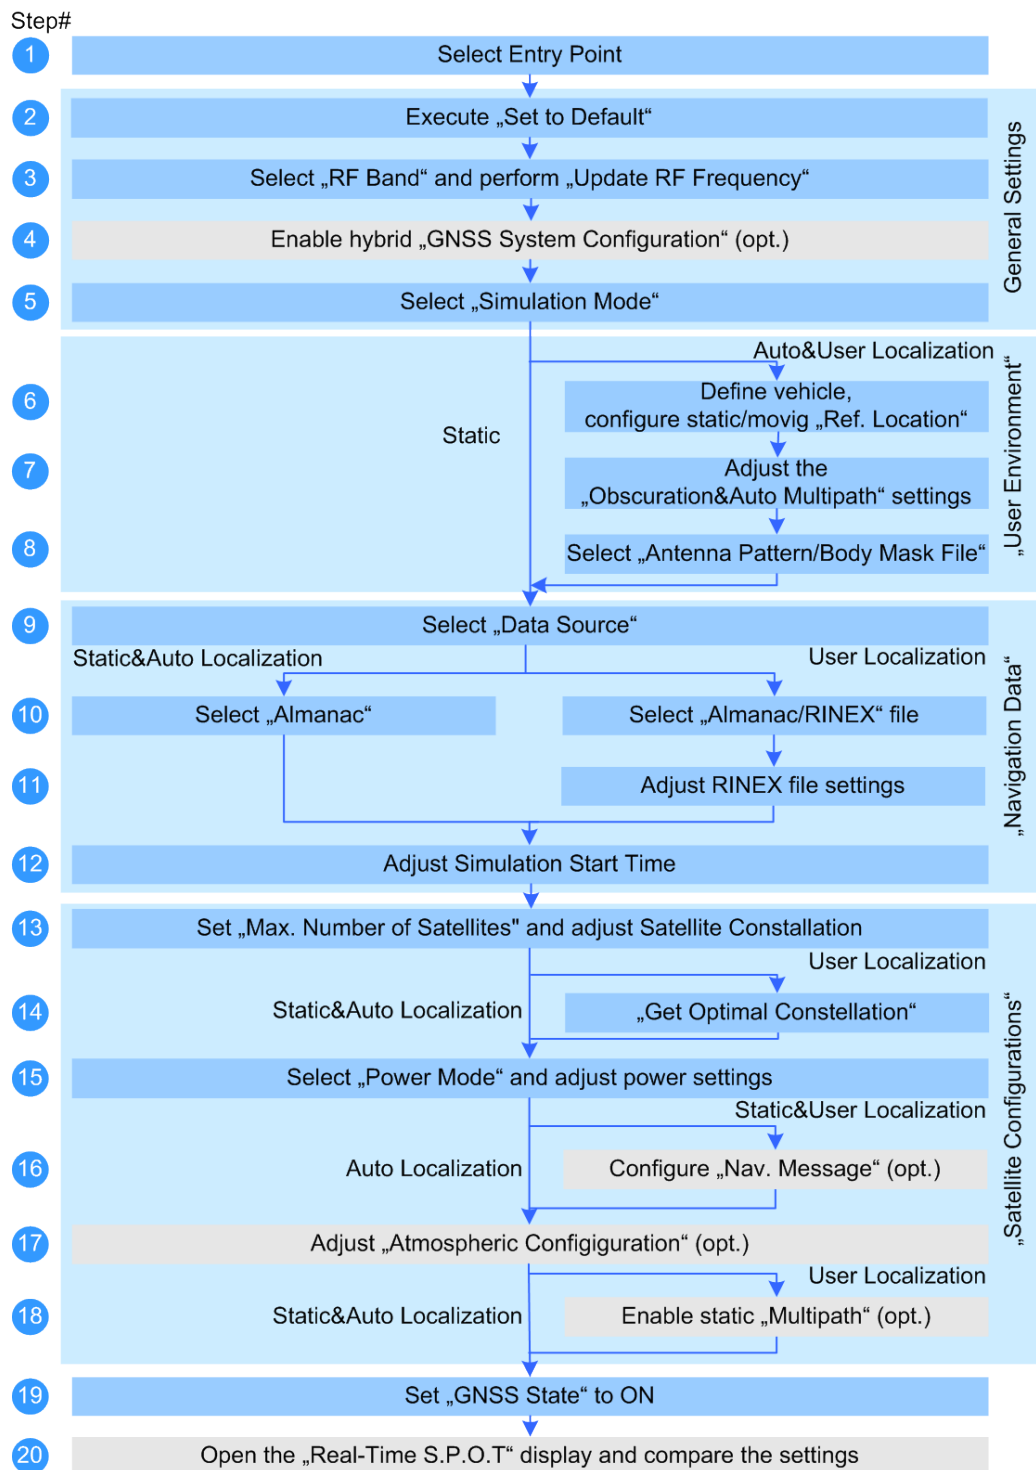 Step#
1
Select Entry Point
2
Execute „Set to Default“
3
Select „RF Band“ and perform „Update RF Frequency“
4
Enable hybrid „GNSS System Configuration“ (opt.)
5
Select „Simulation Mode“
General Settings
Auto&User Localization
6
Define vehicle,
configure static/movig „Ref. Location“
Static
7
Adjust the
„Obscuration&Auto Multipath“ settings
8
Select „Antenna Pattern/Body Mask File“
„User Environment“
9
Select „Data Source“
Static&Auto Localization
User Localization
10
Select „Almanac“
Select „Almanac/RINEX“ file
11
Adjust RINEX file settings
12
Adjust Simulation Start Time
„Navigation Data“
13
Set „Max. Number of Satellites" and adjust Satellite Constallation
User Localization
14
Static&Auto Localization
„Get Optimal Constellation“
15
Select „Power Mode“ and adjust power settings
Static&User Localization
16
Auto Localization
Configure „Nav. Message“ (opt.)
17
Adjust „Atmospheric Configiguration“ (opt.)
User Localization
18
Static&Auto Localization
Enable static „Multipath“ (opt.)
„Satellite Configurations“
19
Set „GNSS State“ to ON
20
Open the „Real-Time S.P.O.T“ display and compare the settings